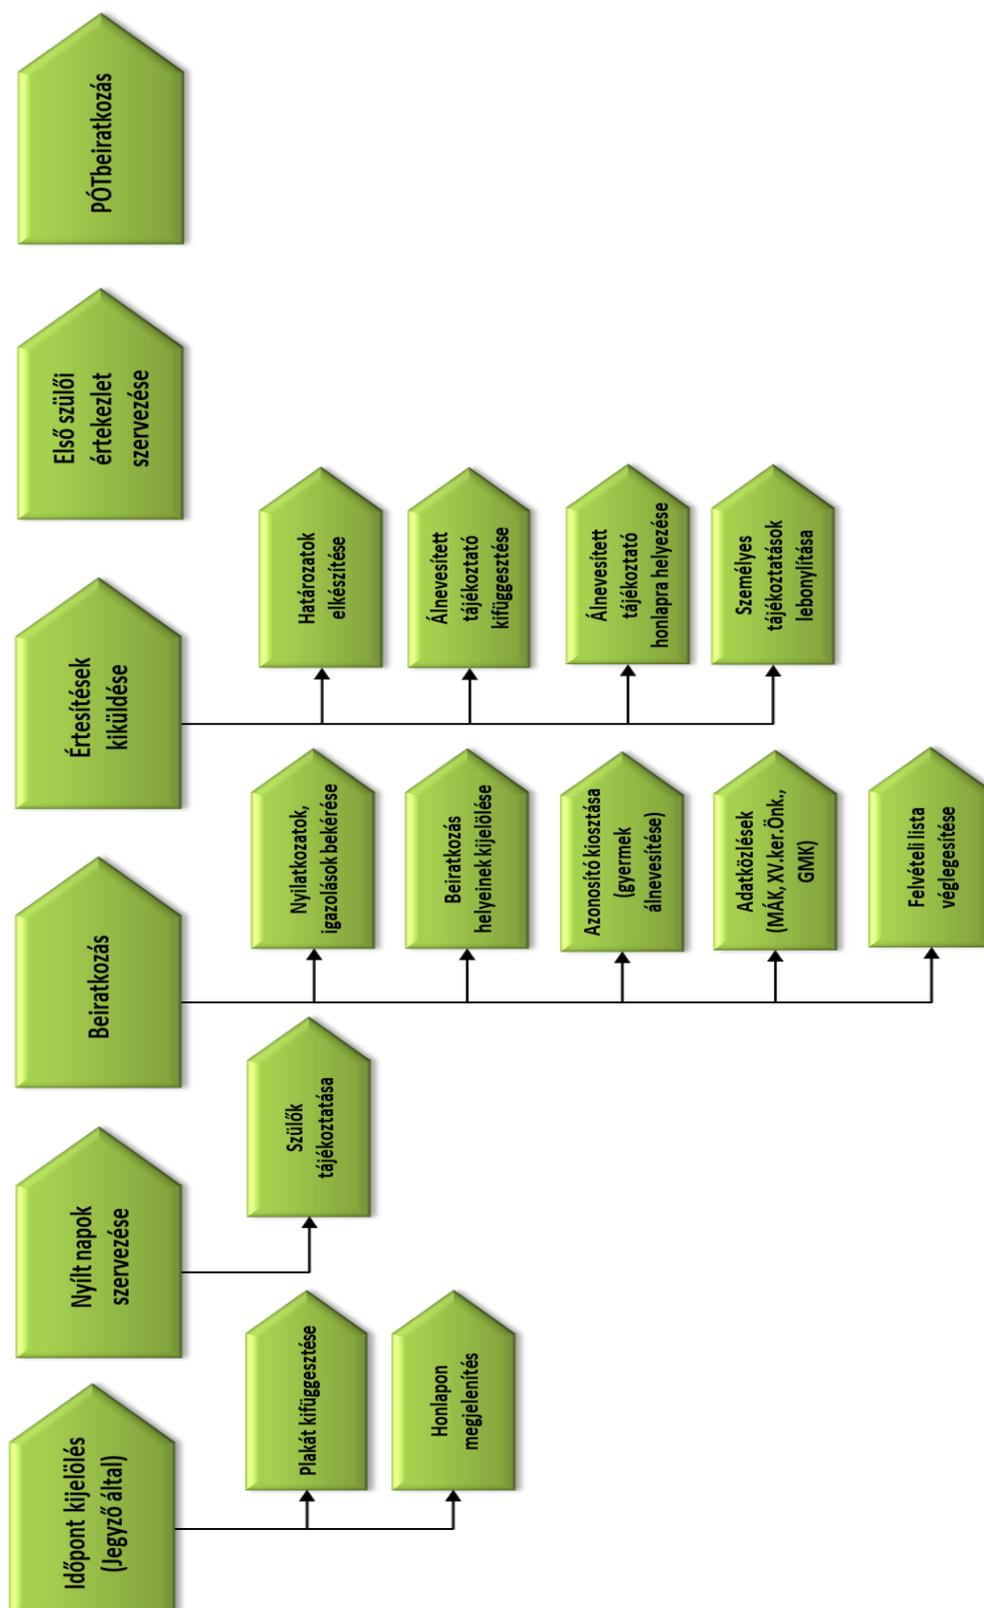 Időpont kijelölés
(Jegyző által)
Plakát kifüggesztése
Honlapon
megjelenítés
Nyílt napok
szervezése
Szülők
tájékoztatása
Beiratkozás
Nyilatkozatok,
igazolások bekérése
Beiratkozás
helyeinek kijelölése
Azonosító kiosztása
(gyermek
álnevesítése)
Adatközlések
(MÁK, XV.ker.Önk.,
GMK)
Felvételi lista
véglegesítése
Értesítések
kiküldése
Határozatok
elkészítése
Álnevesített
tájékoztató
kifüggesztése
Álnevesített
tájékoztató
honlapra helyezése
Személyes
tájékoztatások
lebonylítása
Első szülői
értekezlet
szervezése
PÓTbeiratkozás